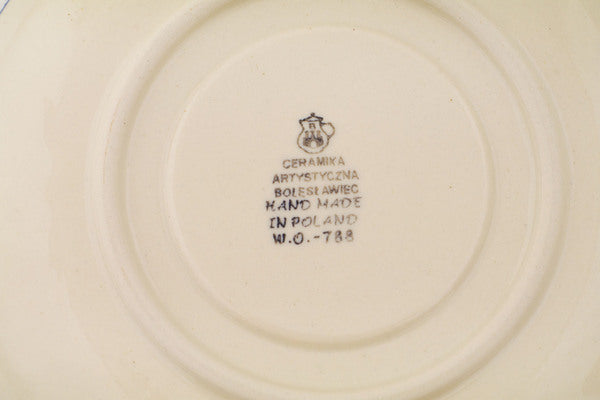 CERAMIKA
ARTYSTYCZNA
BOLESŁAWIEC
HAND MADE
IN POLAND
W.O.-788